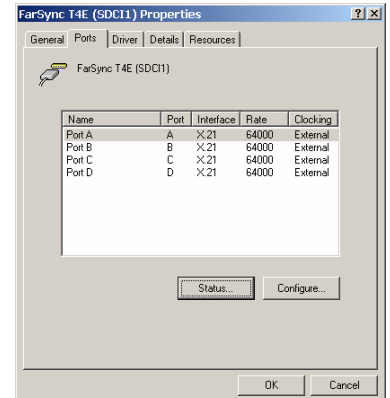 FarSync T4E (SDCI1) Properties
General Ports Driver Details Resources
FarSync T4E (SDCI1)
Name Port Interface Rate Clocking
Port A A X.21 64000 External
Port B B X.21 64000 External
Port C C X.21 64000 External
Port D D X.21 64000 External
Status... Configure...
OK Cancel